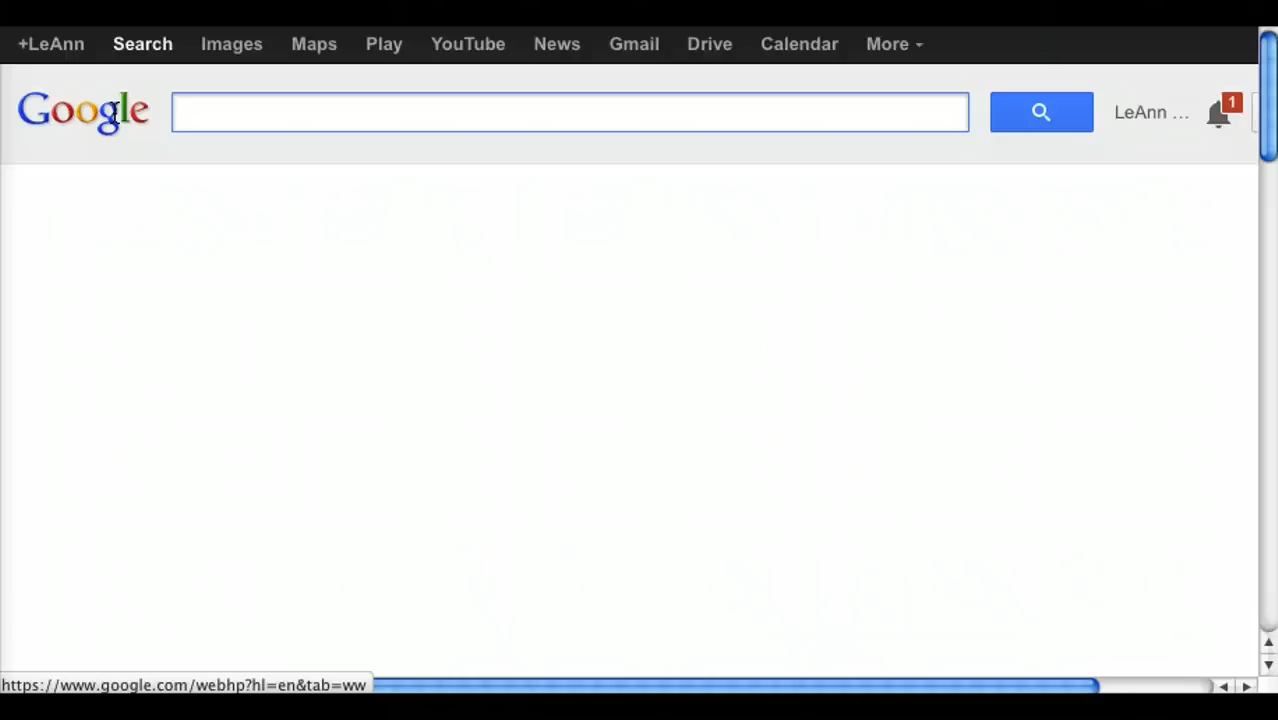 +LeAnn Search Images Maps Play YouTube News Gmail Drive Calendar More
Google LeAnn ... 1
https://www.google.com/webhp?hl=en&tab=ww